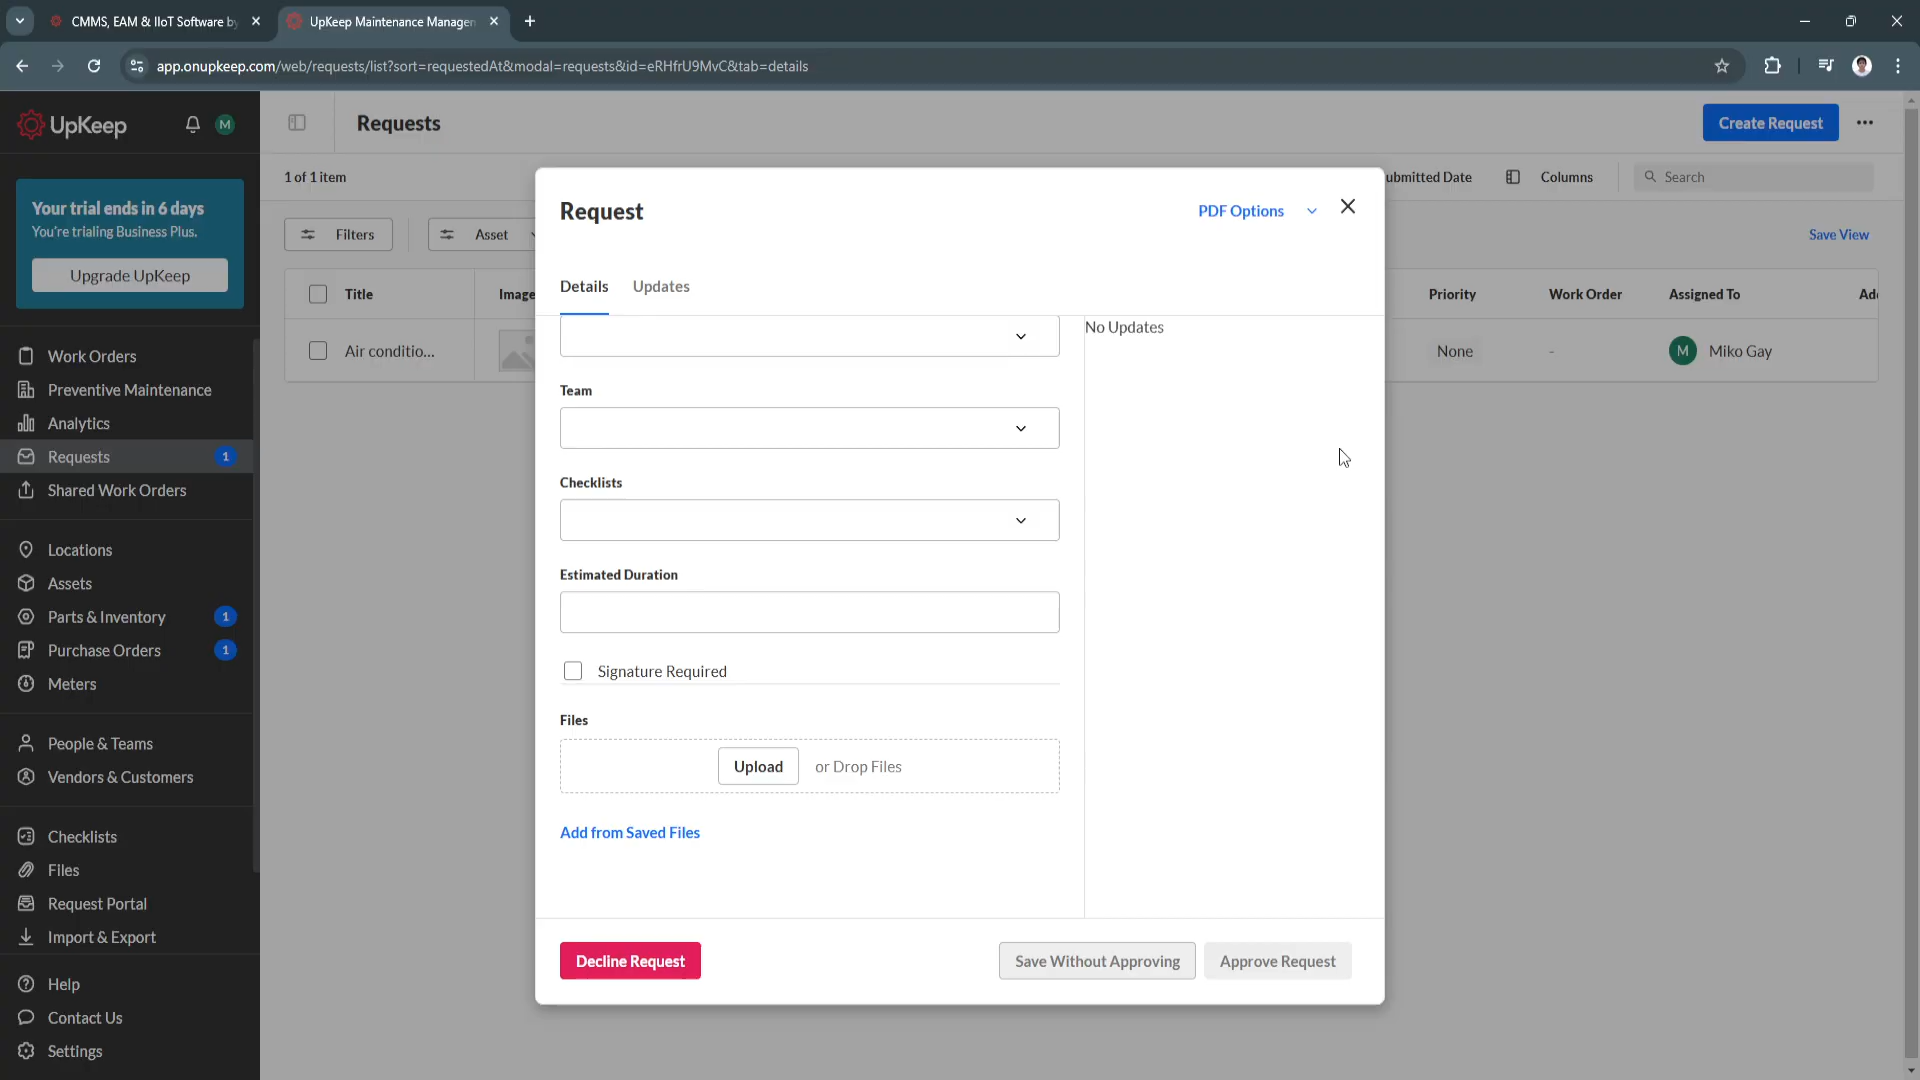 CMMS, EAM & IIoT Software by
UpKeep Maintenance Managen
app.onupkeep.com/web/requests/list?sort=requestedAt&modal=requests&id=eRHfrU9MvC&tab=details
UpKeep
M
Your trial ends in 6 days
You're trialing Business Plus.
Upgrade UpKeep
Work Orders
Preventive Maintenance
Analytics
Requests 1
Shared Work Orders
Locations
Assets
Parts & Inventory 1
Purchase Orders 1
Meters
People & Teams
Vendors & Customers
Checklists
Files
Request Portal
Import & Export
Help
Contact Us
Settings
Requests
Create Request
1 of 1 item
ubmitted Date
Columns
Search
Filters
Asset
Save View
Title
Image
Priority
Work Order
Assigned To
Add
Air conditio...
None
-
M
Miko Gay
Request
PDF Options
Details
Updates
No Updates
Team
Checklists
Estimated Duration
Signature Required
Files
Upload
or Drop Files
Add from Saved Files
Decline Request
Save Without Approving
Approve Request